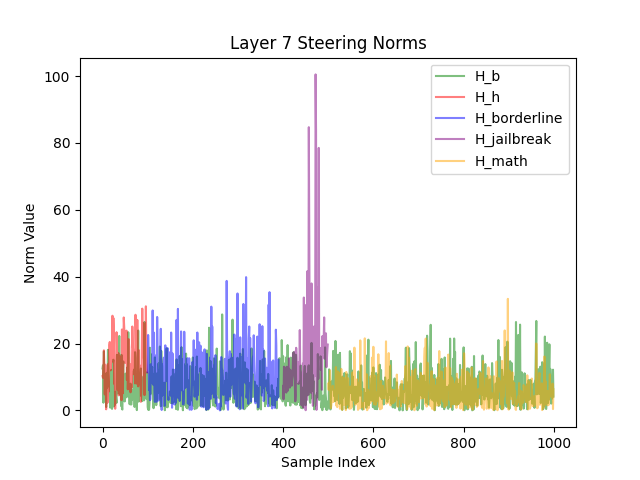 Layer 7 Steering Norms
Norm Value
100
80
60
40
20
0
H_b
H_h
H_borderline
H_jailbreak
H_math
0 200 400 600 800 1000
Sample Index